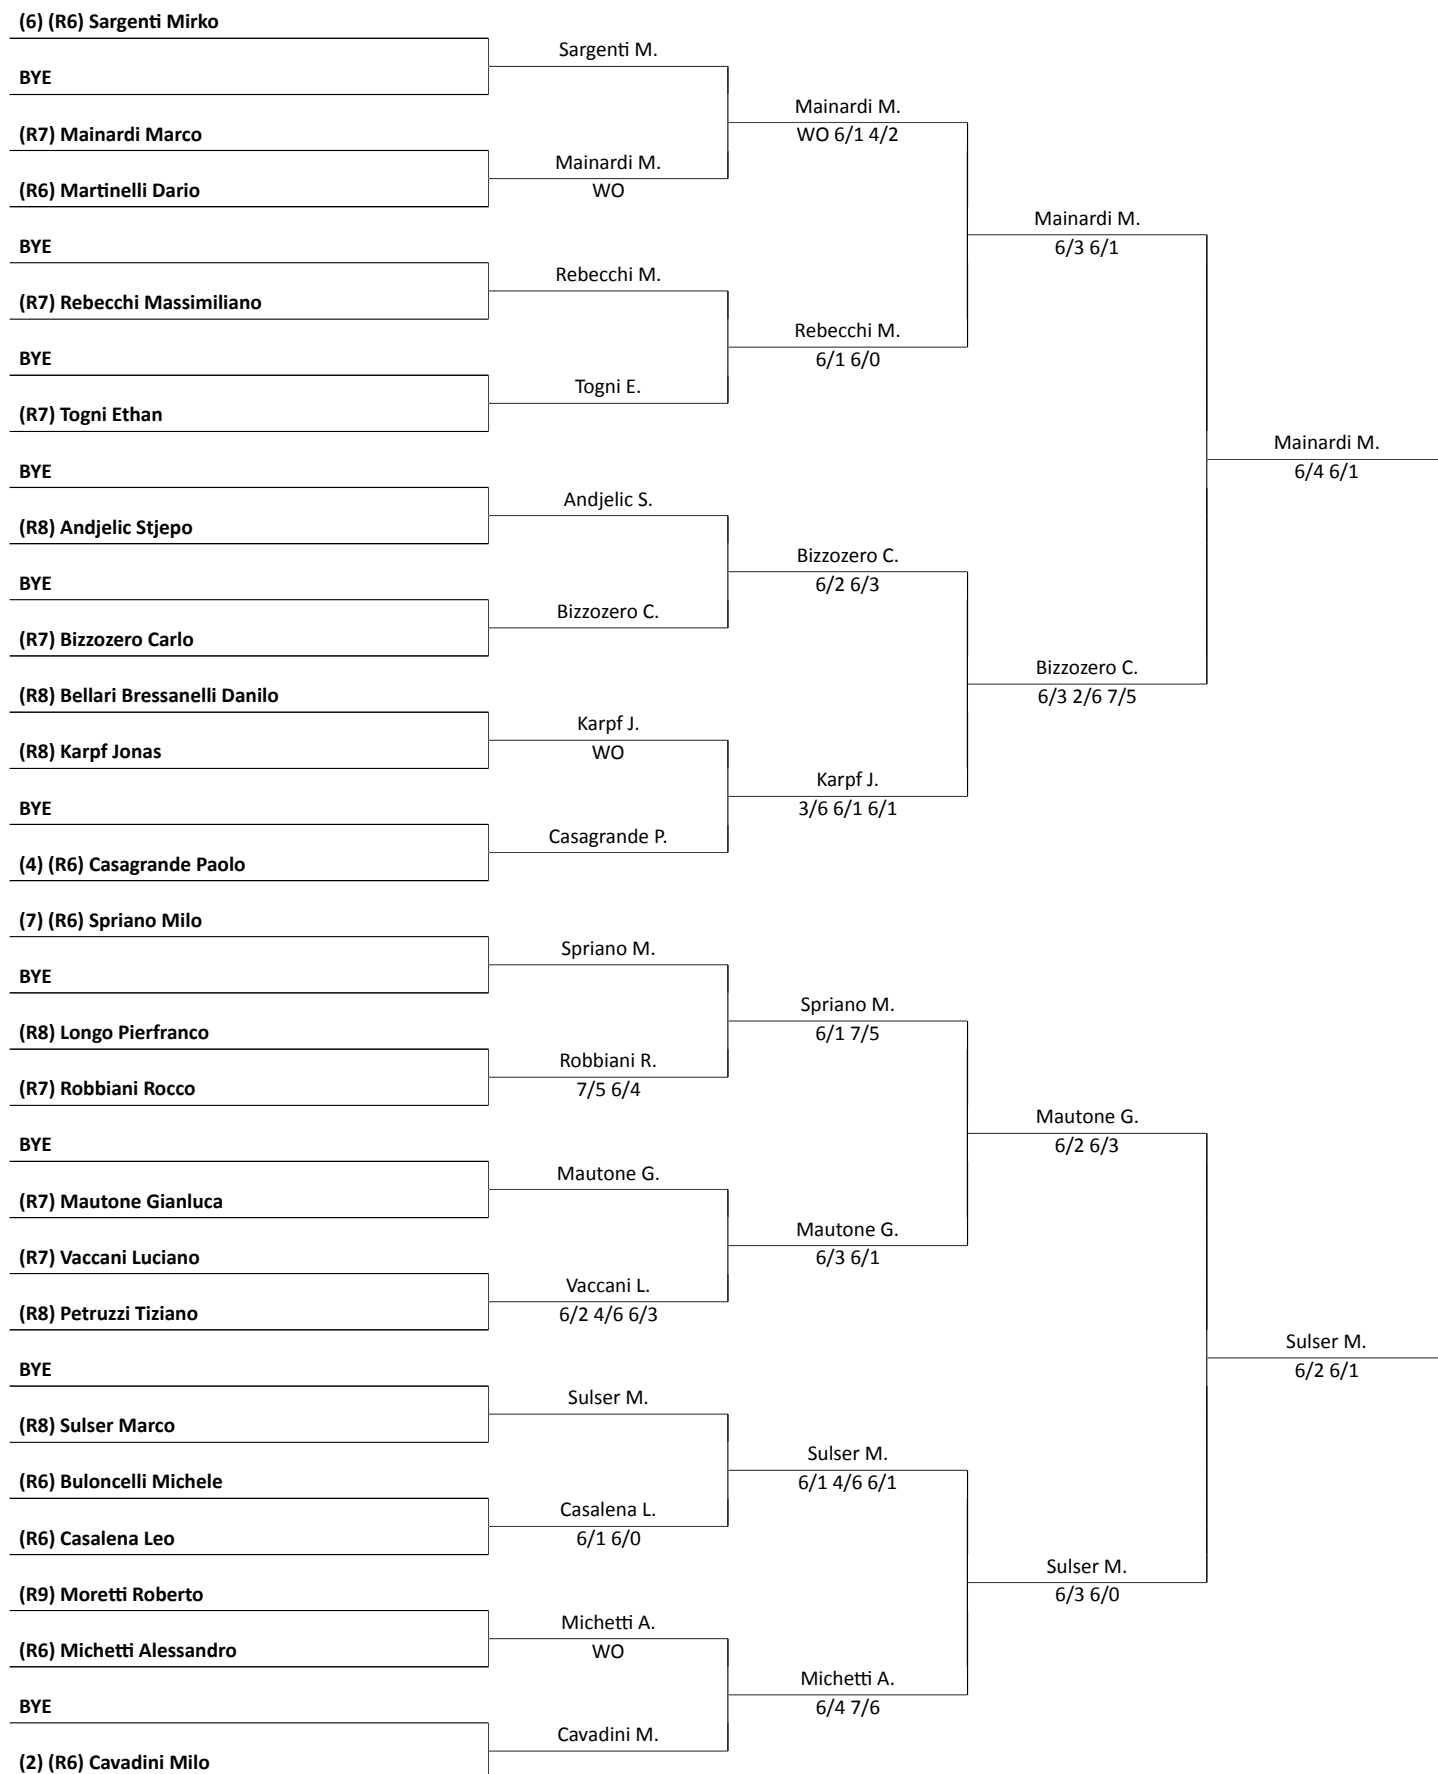 (6) (R6) Sargenti Mirko
Sargenti M.
BYE
Mainardi M.
(R7) Mainardi Marco
WO 6/1 4/2
Mainardi M.
(R6) Martinelli Dario
WO
Mainardi M.
BYE
6/3 6/1
Rebecchi M.
(R7) Rebecchi Massimiliano
Rebecchi M.
BYE
6/1 6/0
Togni E.
(R7) Togni Ethan
Mainardi M.
BYE
6/4 6/1
Andjelic S.
(R8) Andjelic Stjepo
Bizzozero C.
BYE
6/2 6/3
Bizzozero C.
(R7) Bizzozero Carlo
Bizzozero C.
(R8) Bellari Bressanelli Danilo
6/3 2/6 7/5
Karpf J.
(R8) Karpf Jonas
WO
Karpf J.
BYE
3/6 6/1 6/1
Casagrande P.
(4) (R6) Casagrande Paolo
(7) (R6) Spriano Milo
Spriano M.
BYE
Spriano M.
(R8) Longo Pierfranco
6/1 7/5
Robbiani R.
(R7) Robbiani Rocco
7/5 6/4
Mautone G.
BYE
6/2 6/3
Mautone G.
(R7) Mautone Gianluca
Mautone G.
(R7) Vaccani Luciano
6/3 6/1
Vaccani L.
(R8) Petruzzi Tiziano
6/2 4/6 6/3
Sulser M.
BYE
6/2 6/1
Sulser M.
(R8) Sulser Marco
Sulser M.
(R6) Buloncelli Michele
6/1 4/6 6/1
Casalena L.
(R6) Casalena Leo
6/1 6/0
Sulser M.
(R9) Moretti Roberto
6/3 6/0
Michetti A.
(R6) Michetti Alessandro
WO
Michetti A.
BYE
6/4 7/6
Cavadini M.
(2) (R6) Cavadini Milo